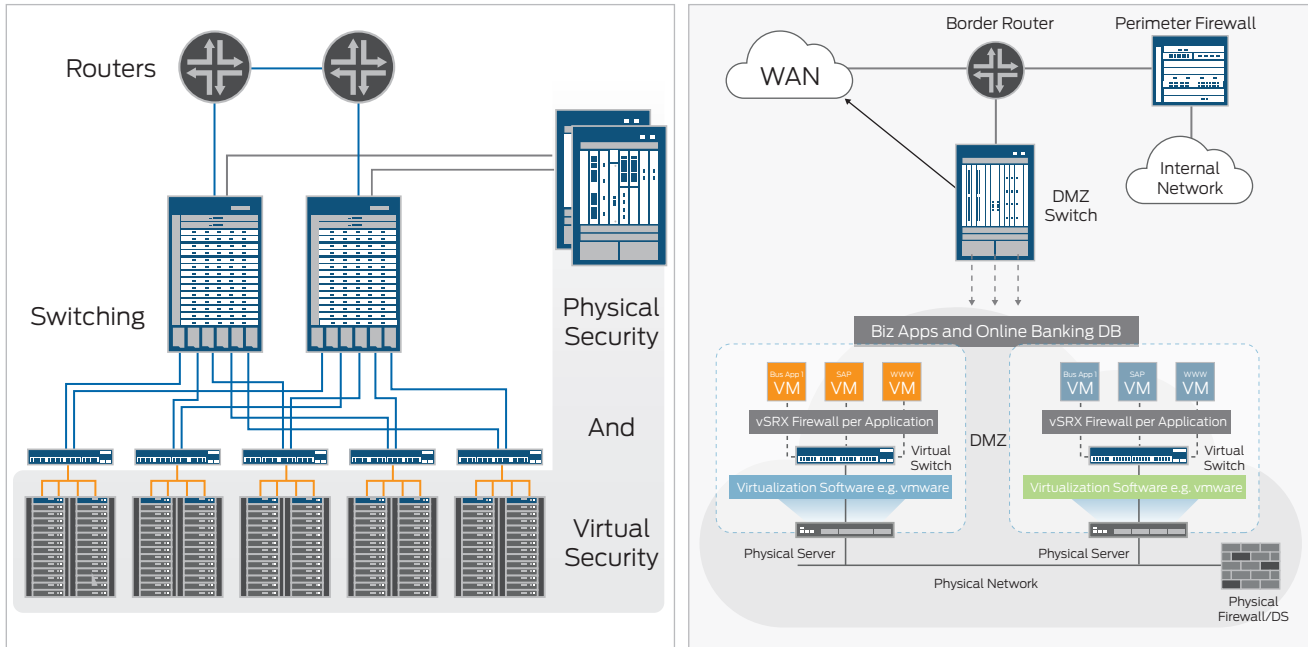 Routers
Switching
Physical
Security
And
Virtual
Security
Border Router
Perimeter Firewall
WAN
Internal
Network
DMZ
Switch
Biz Apps and Online Banking DB
Bus App 1
VM
SAP
VM
WWW
VM
vSRX Firewall per Application
Virtual
Switch
Virtualization Software e.g. vmware
Physical Server
DMZ
Bus App 1
VM
SAP
VM
WWW
VM
vSRX Firewall per Application
Virtual
Switch
Virtualization Software e.g. vmware
Physical Server
Physical Network
Physical
Firewall/DS